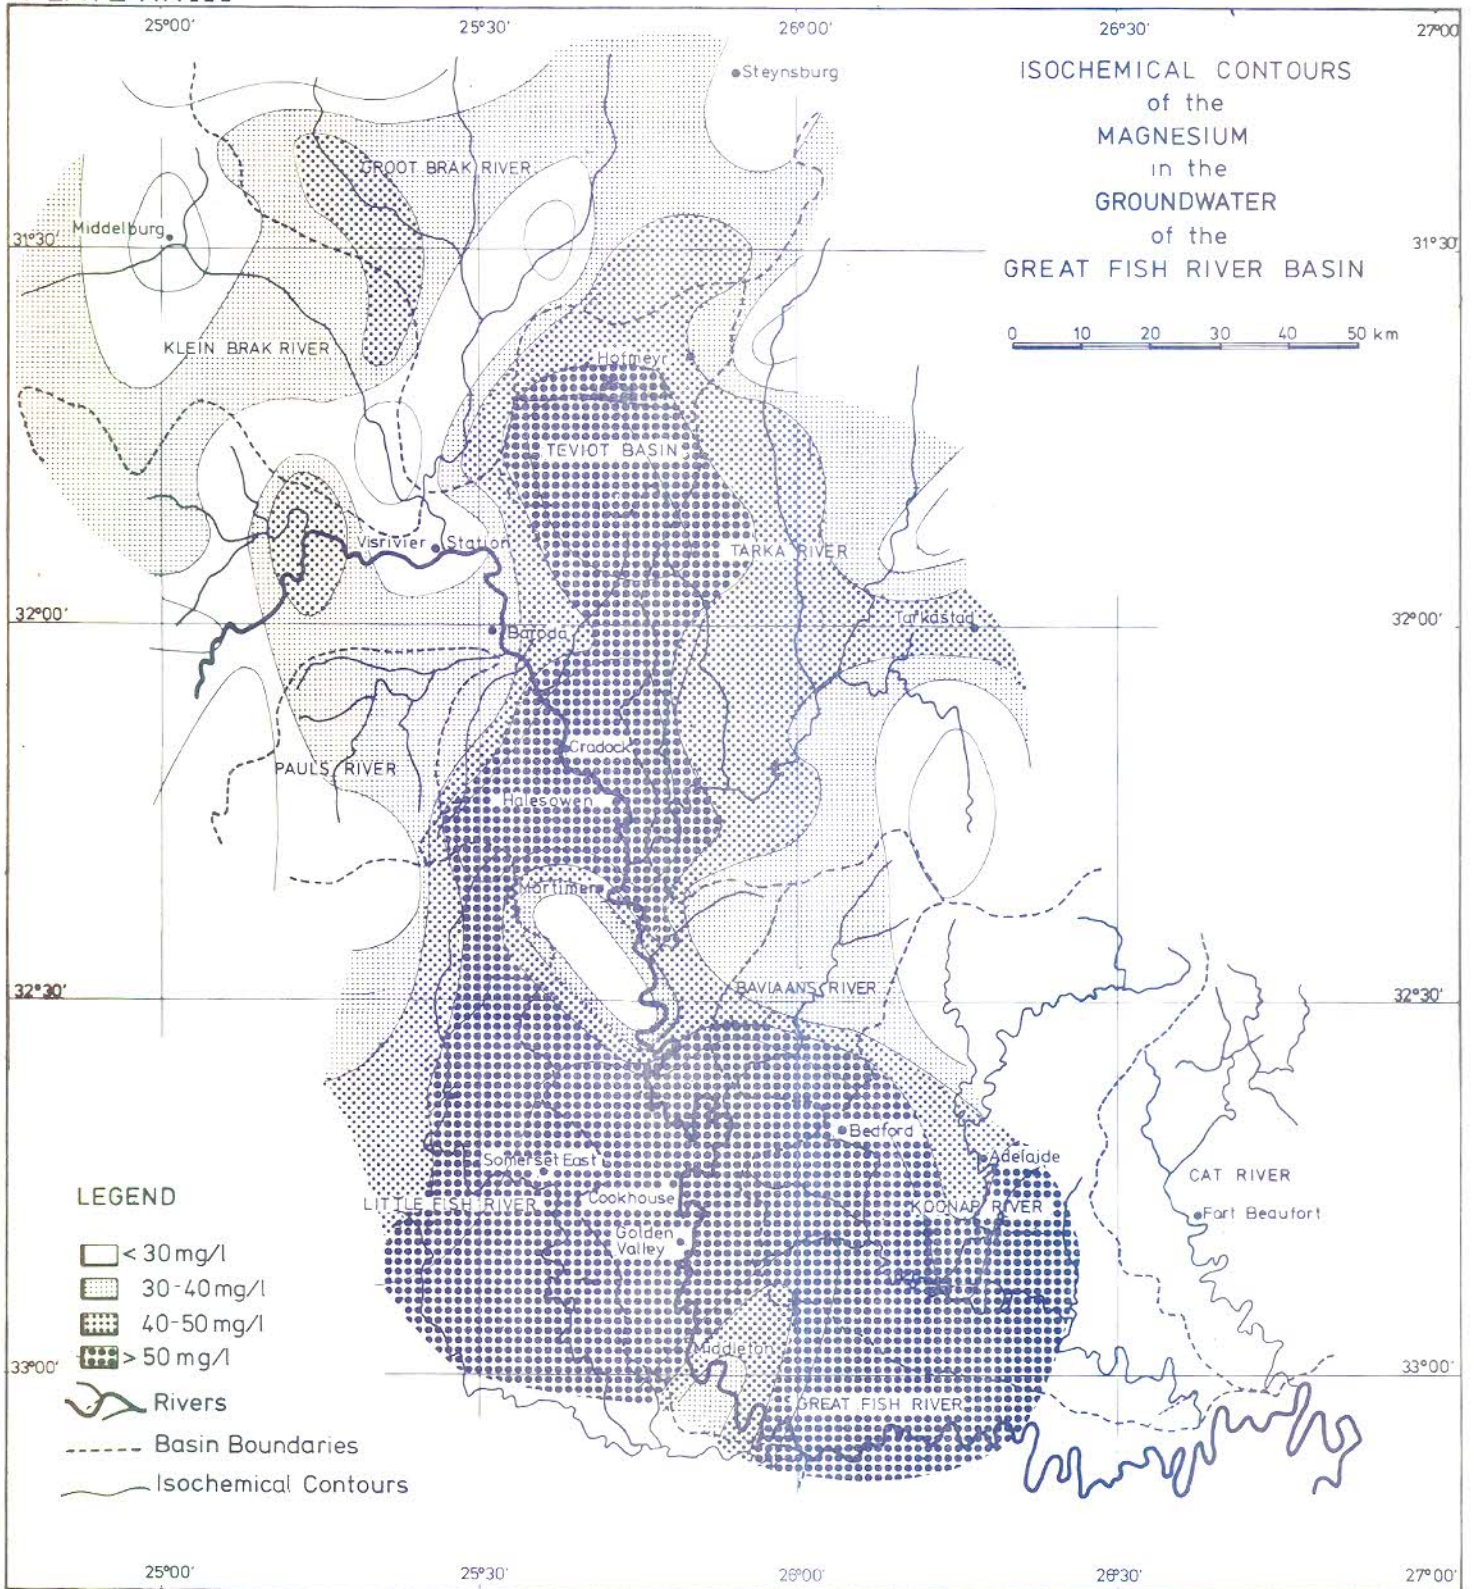 25°00'
25°30'
26°00'
26°30'
27°00'
Steynsburg
ISOCHEMICAL CONTOURS
of the
MAGNESIUM
in the
GROUNDWATER
of the
GREAT FISH RIVER BASIN
GROOT BRAK RIVER
Middelburg
31°30'
31°30'
0 10 20 30 40 50 km
KLEIN BRAK RIVER
Hofmeyr
TEVIOT BASIN
Visrivier Station
TARKA RIVER
32°00'
Baroda
Tarkastad
32°00'
Cradock
PAULS RIVER
Halesowen
Mortimer
BAVIAANS RIVER
32°30'
32°30'
Bedford
Somerset East
Adelaide
CAT RIVER
LITTLE FISH RIVER
Cookhouse
KOONAP RIVER
Fort Beaufort
Golden
Valley
LEGEND
< 30 mg/l
30-40 mg/l
40-50 mg/l
> 50 mg/l
Middleton
33°00'
33°00'
Rivers
GREAT FISH RIVER
Basin Boundaries
Isochemical Contours
25°00'
25°30'
26°00'
26°30'
27°00'